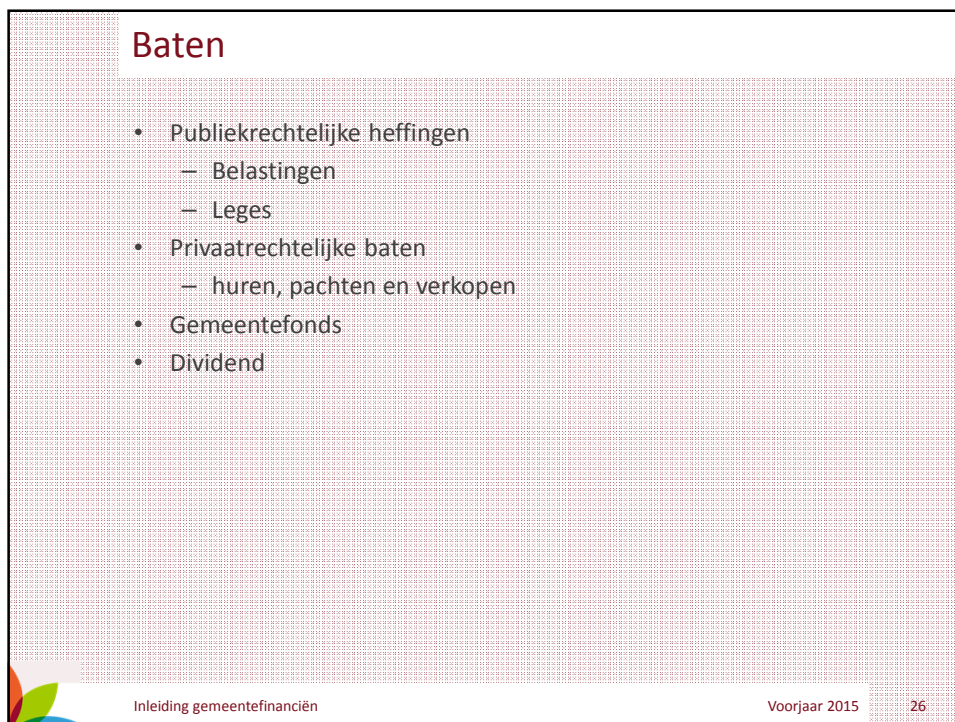 Baten
• Publiekrechtelijke heffingen
– Belastingen
– Leges
• Privaatrechtelijke baten
– huren, pachten en verkopen
• Gemeentefonds
• Dividend
Inleiding gemeentefinanciën Voorjaar 2015 26